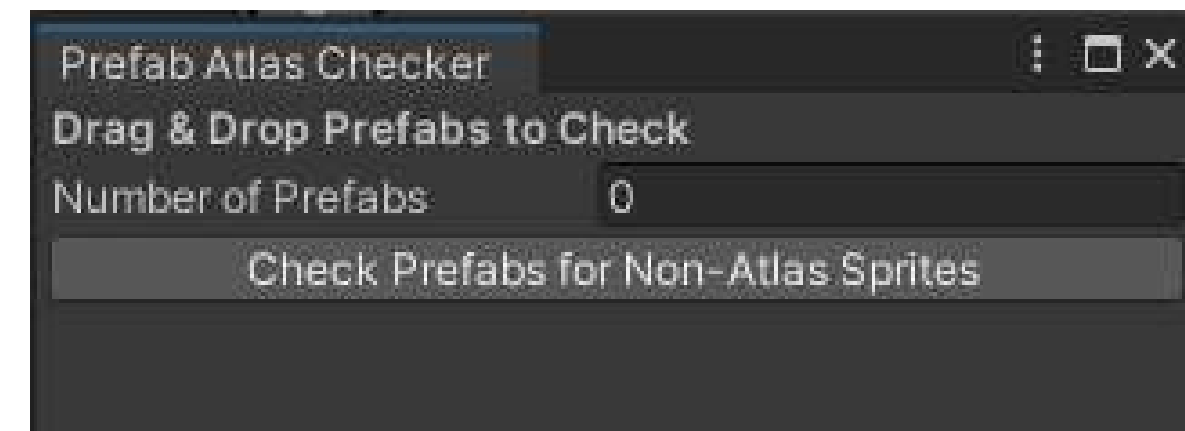 Prefab Atlas Checker
Drag & Drop Prefabs to Check
Number of Prefabs 0
Check Prefabs for Non-Atlas Sprites